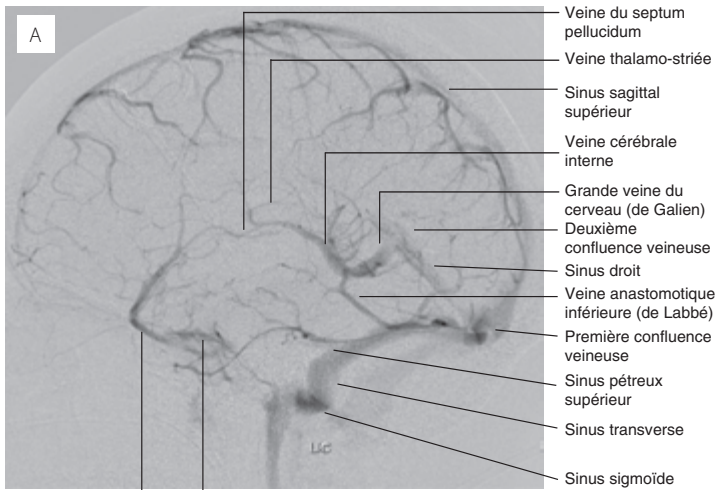 A
Veine du septum
pellucidum
Veine thalamo-striée
Sinus sagittal
supérieur
Veine cérébrale
interne
Grande veine du
cerveau (de Galien)
Deuxième
confluence veineuse
Sinus droit
Veine anastomotique
inférieure (de Labbé)
Première confluence
veineuse
Sinus pétreux
supérieur
Sinus transverse
Sinus sigmoïde